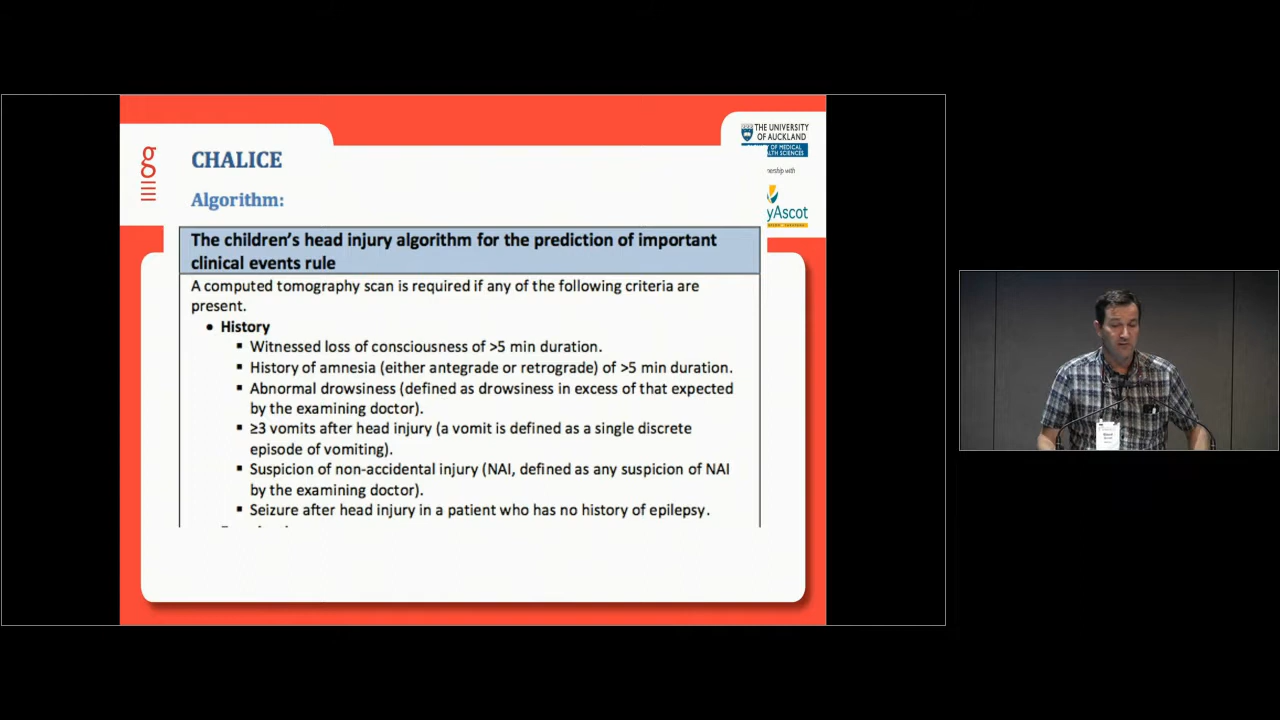 THE UNIVERSITY
OF AUCKLAND
OF MEDICAL
HEALTH SCIENCES
with
yAscot
CHALICE
Algorithm:
The children's head injury algorithm for the prediction of important
clinical events rule
A computed tomography scan is required if any of the following criteria are
present.
• History
▪ Witnessed loss of consciousness of >5 min duration.
▪ History of amnesia (either antegrade or retrograde) of >5 min duration.
▪ Abnormal drowsiness (defined as drowsiness in excess of that expected
by the examining doctor).
▪ ≥3 vomits after head injury (a vomit is defined as a single discrete
episode of vomiting).
▪ Suspicion of non-accidental injury (NAI, defined as any suspicion of NAI
by the examining doctor).
▪ Seizure after head injury in a patient who has no history of epilepsy.